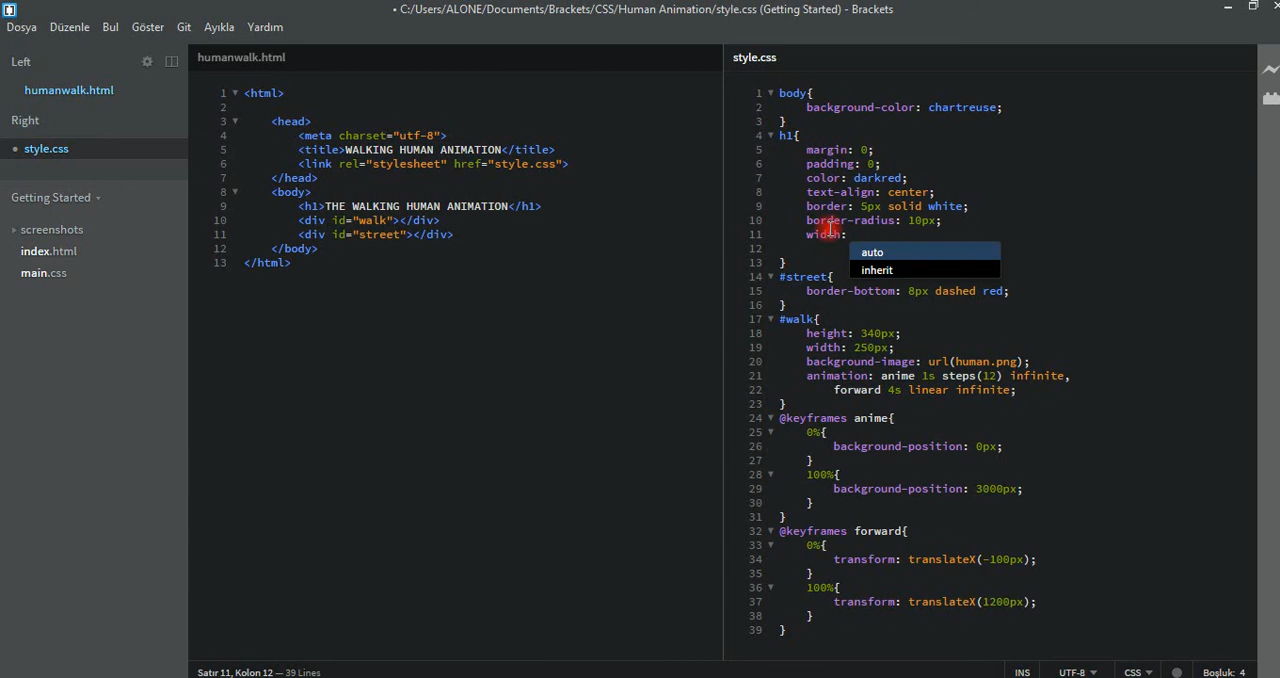 • C:/Users/ALONE/Documents/Brackets/CSS/Human Animation/style.css (Getting Started) - Brackets
Dosya Düzenle Bul Göster Git Ayıkla Yardım
Left
humanwalk.html
Right
• style.css
Getting Started
screenshots
index.html
main.css
humanwalk.html
1 <html>
2
3 <head>
4 <meta charset="utf-8">
5 <title>WALKING HUMAN ANIMATION</title>
6 <link rel="stylesheet" href="style.css">
7 </head>
8 <body>
9 <h1>THE WALKING HUMAN ANIMATION</h1>
10 <div id="walk"></div>
11 <div id="street"></div>
12 </body>
13 </html>
style.css
1 body{
2 background-color: chartreuse;
3 }
4 h1{
5 margin: 0;
6 padding: 0;
7 color: darkred;
8 text-align: center;
9 border: 5px solid white;
10 border-radius: 10px;
11 width:
auto
inherit
12
13 }
14 #street{
15 border-bottom: 8px dashed red;
16 }
17 #walk{
18 height: 340px;
19 width: 250px;
20 background-image: url(human.png);
21 animation: anime 1s steps(12) infinite,
22 forward 4s linear infinite;
23 }
24 @keyframes anime{
25 0%{
26 background-position: 0px;
27 }
28 100%{
29 background-position: 3000px;
30 }
31 }
32 @keyframes forward{
33 0%{
34 transform: translateX(-100px);
35 }
36 100%{
37 transform: translateX(1200px);
38 }
39 }
Satır 11, Kolon 12 — 39 Lines
INS UTF-8 CSS Boşluk: 4